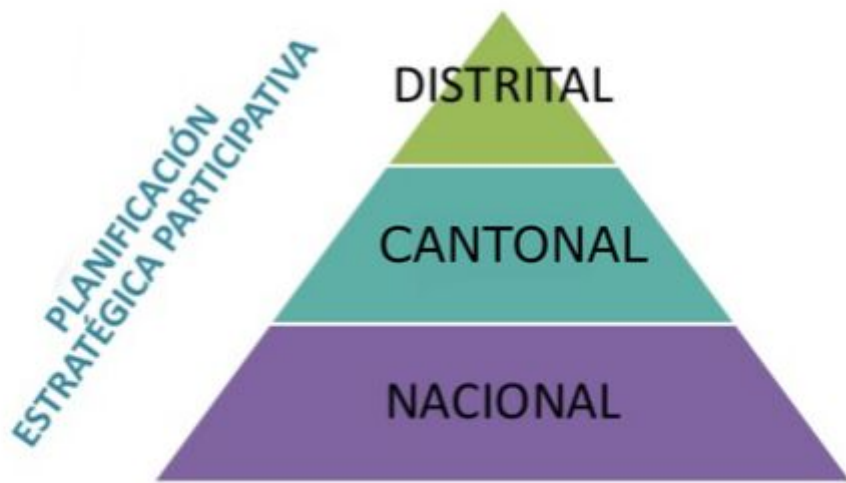 PLANIFICACIÓN
ESTRATÉGICA PARTICIPATIVA
DISTRITAL
CANTONAL
NACIONAL